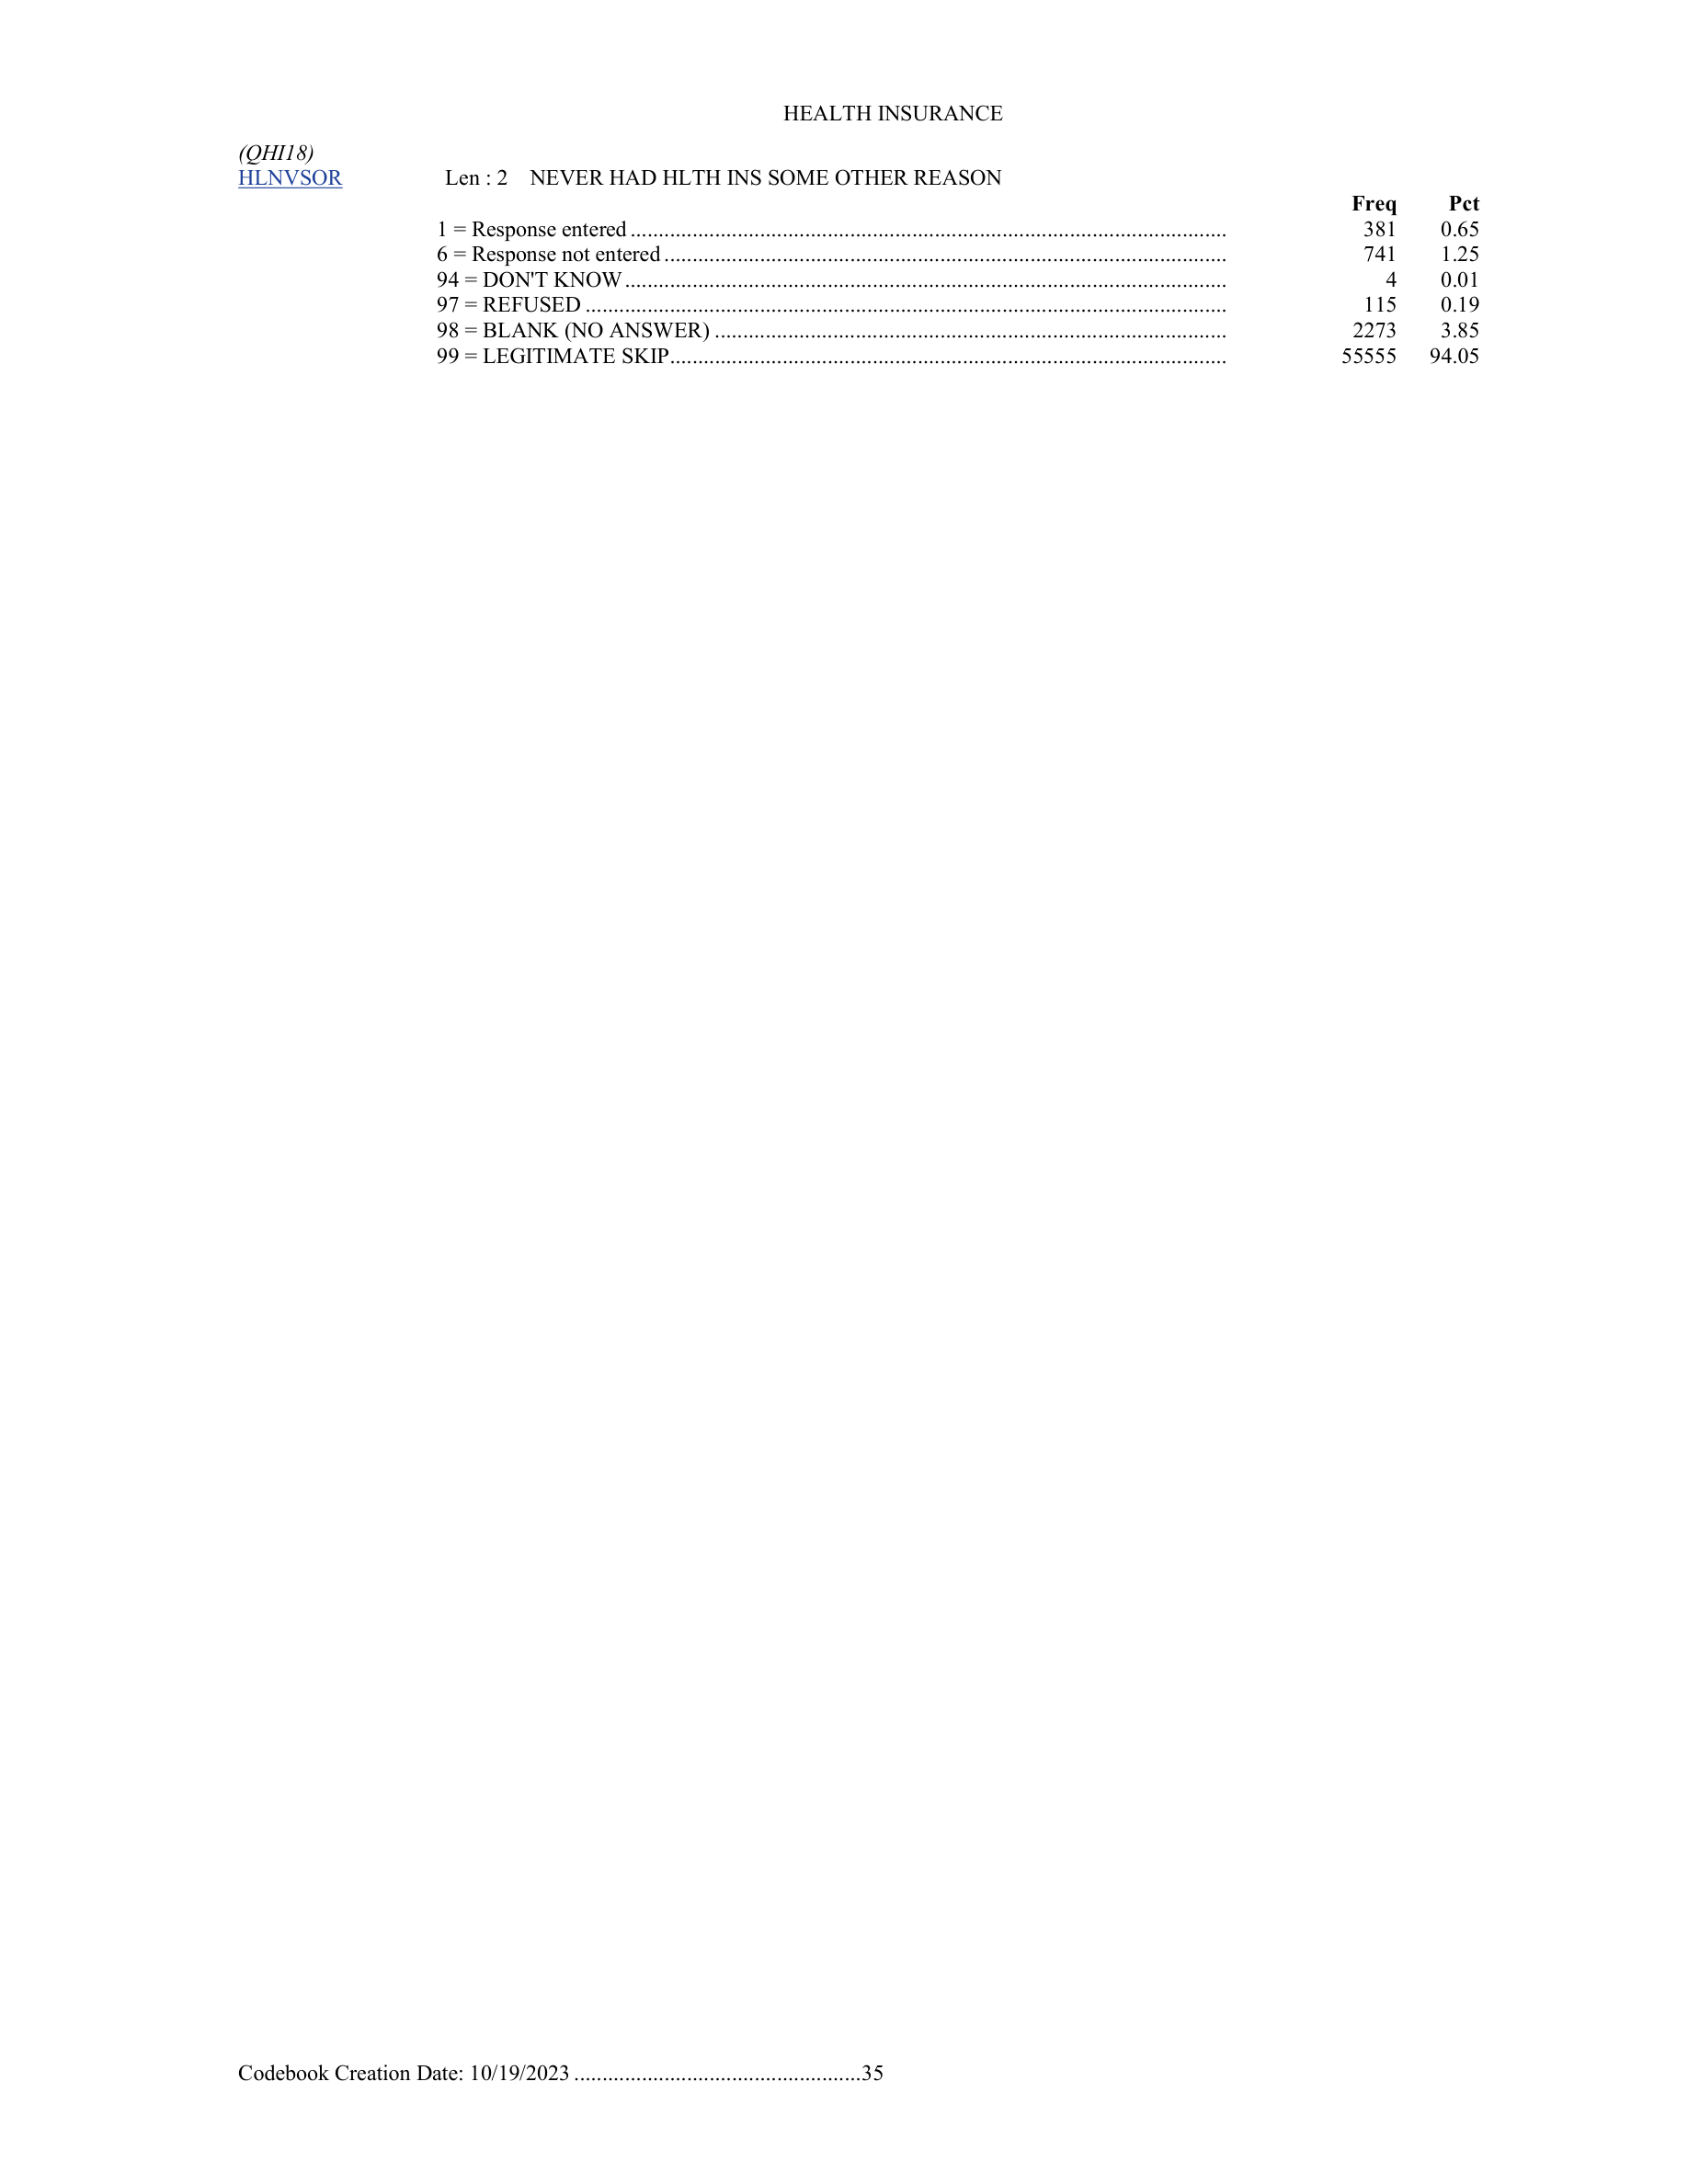 HEALTH INSURANCE
(QHI18)
HLNVSOR Len : 2 NEVER HAD HLTH INS SOME OTHER REASON
Freq Pct
1 = Response entered .......................................................................................................... 381 0.65
6 = Response not entered .................................................................................................... 741 1.25
94 = DON'T KNOW ........................................................................................................... 4 0.01
97 = REFUSED .................................................................................................................. 115 0.19
98 = BLANK (NO ANSWER) ........................................................................................... 2273 3.85
99 = LEGITIMATE SKIP................................................................................................... 55555 94.05
Codebook Creation Date: 10/19/2023 ...................................................35